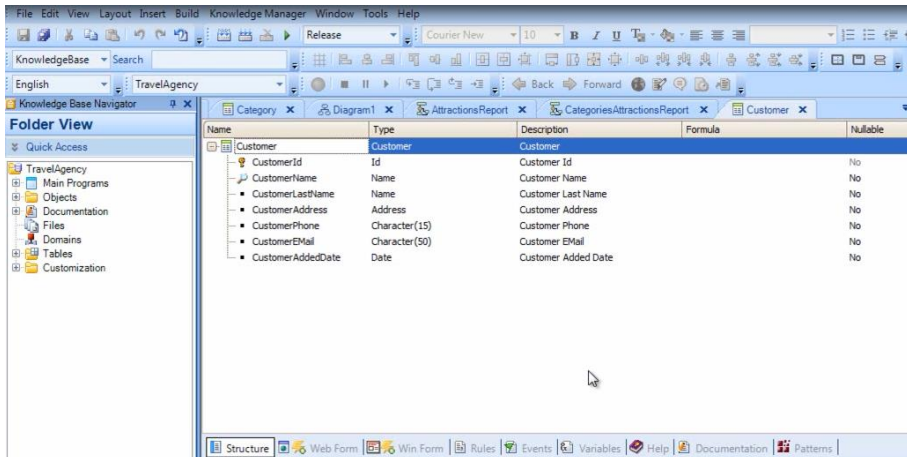 File Edit View Layout Insert Build Knowledge Manager Window Tools Help
Release Courier New 10 B I U
KnowledgeBase Search
English TravelAgency Back Forward
Knowledge Base Navigator
Category Diagram1 AttractionsReport CategoriesAttractionsReport Customer
Folder View
Quick Access
TravelAgency
Main Programs
Objects
Documentation
Files
Domains
Tables
Customization
Name Type Description Formula Nullable
Customer Customer Customer
CustomerId Id Customer Id No
CustomerName Name Customer Name No
CustomerLastName Name Customer Last Name No
CustomerAddress Address Customer Address No
CustomerPhone Character(15) Customer Phone No
CustomerEMail Character(50) Customer EMail No
CustomerAddedDate Date Customer Added Date No
Structure Web Form Win Form Rules Events Variables Help Documentation Patterns